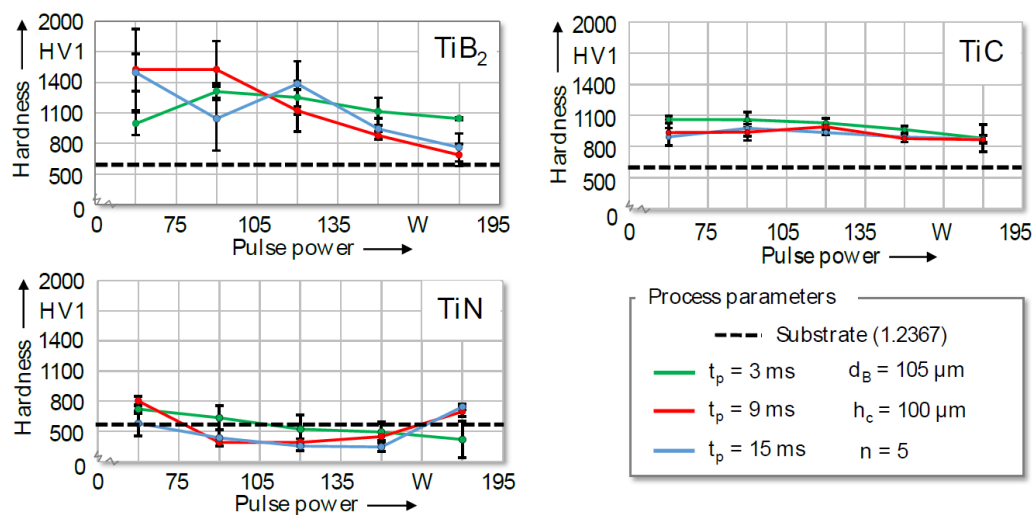 2000
HV1
1400
1100
800
500
0
Hardness
TiB2
0 75 105 135 W 195
Pulse power
2000
HV1
1400
1100
800
500
0
Hardness
TiC
0 75 105 135 W 195
Pulse power
2000
HV1
1400
1100
800
500
0
Hardness
TiN
0 75 105 135 W 195
Pulse power
Process parameters
Substrate (1.2367)
tp = 3 ms dB = 105 µm
tp = 9 ms hc = 100 µm
tp = 15 ms n = 5